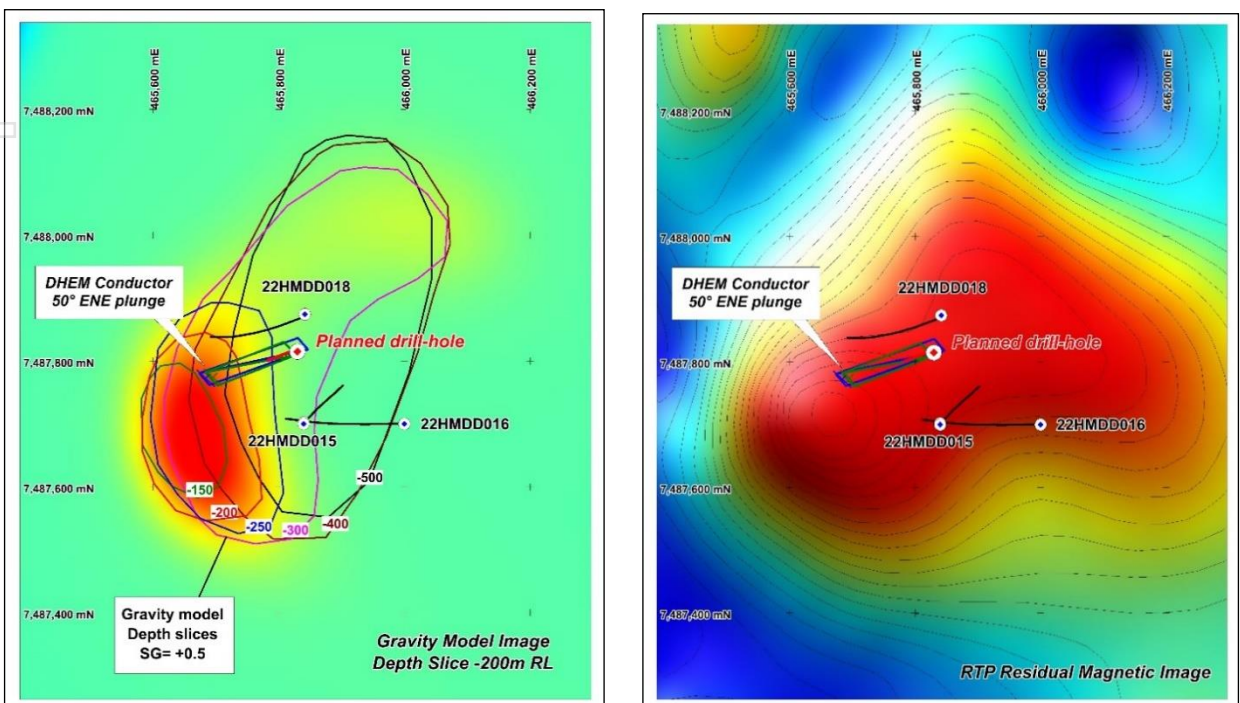 465,600 mE
465,800 mE
466,000 mE
466,200 mE
7,488,200 mN
7,488,000 mN
DHEM Conductor
50° ENE plunge
22HMDD018
Planned drill-hole
7,487,800 mN
22HMDD015
22HMDD016
7,487,600 mN
-150
-200
-250
-300
-400
-500
7,487,400 mN
Gravity model
Depth slices
SG= +0.5
Gravity Model Image
Depth Slice -200m RL
465,600 mE
465,800 mE
466,000 mE
466,200 mE
7,488,200 mN
7,488,000 mN
DHEM Conductor
50° ENE plunge
22HMDD018
Planned drill-hole
7,487,800 mN
22HMDD015
22HMDD016
7,487,600 mN
7,487,400 mN
RTP Residual Magnetic Image